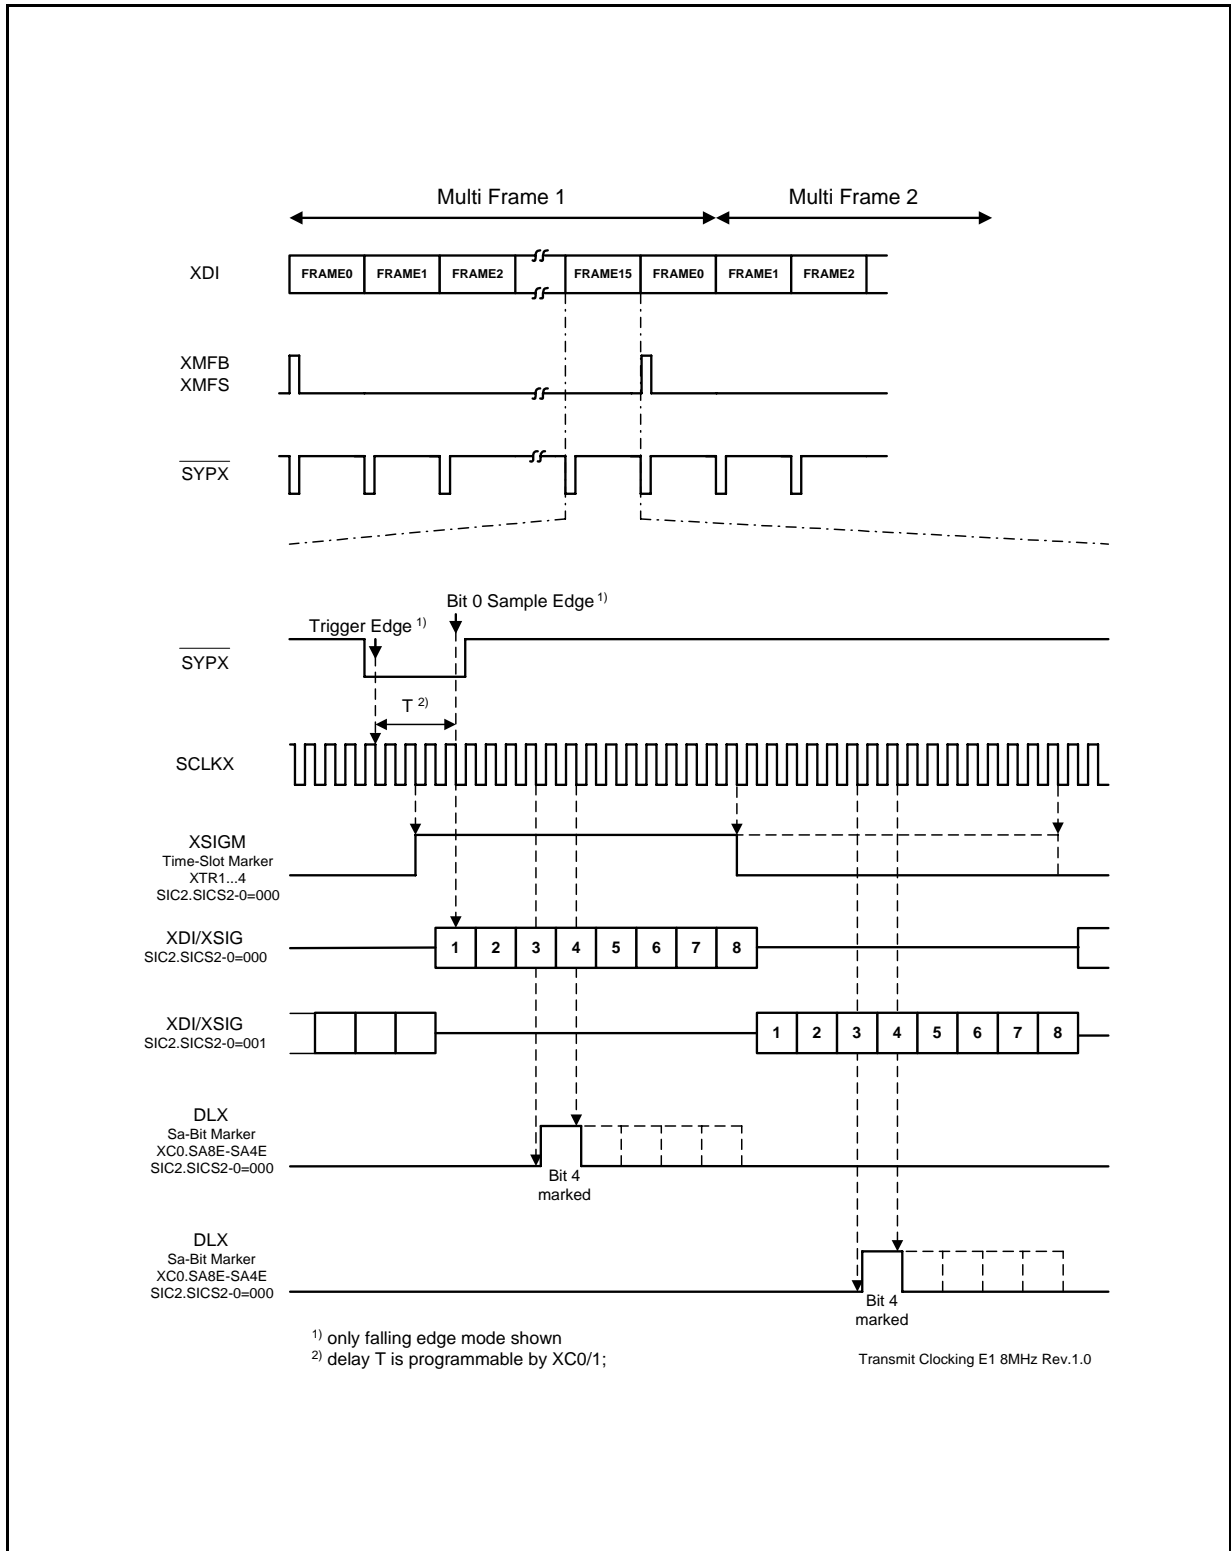 Multi Frame 1 Multi Frame 2
XDI
FRAME0 FRAME1 FRAME2 FRAME15 FRAME0 FRAME1 FRAME2
XMFB
XMFS
SYPX
Bit 0 Sample Edge 1)
Trigger Edge 1)
SYPX
T 2)
SCLKX
XSIGM
Time-Slot Marker
XTR1...4
SIC2.SICS2-0=000
XDI/XSIG
SIC2.SICS2-0=000
1 2 3 4 5 6 7 8
XDI/XSIG
SIC2.SICS2-0=001
1 2 3 4 5 6 7 8
DLX
Sa-Bit Marker
XC0.SA8E-SA4E
SIC2.SICS2-0=000
Bit 4
marked
DLX
Sa-Bit Marker
XC0.SA8E-SA4E
SIC2.SICS2-0=000
Bit 4
marked
1) only falling edge mode shown
2) delay T is programmable by XC0/1;
Transmit Clocking E1 8MHz Rev.1.0